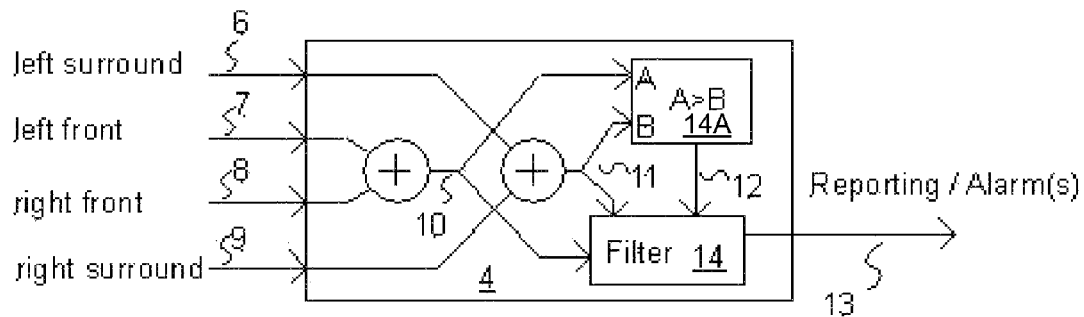 6
left surround
7
left front
8
right front
9
right surround
+
+
10
A
B
A>B
14A
11
12
Filter 14
4
Reporting / Alarm(s)
13